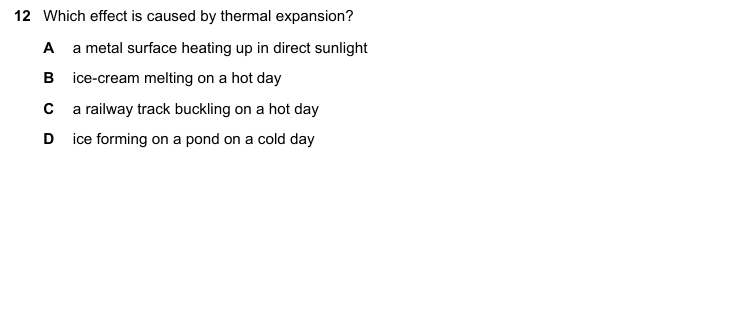 12 Which effect is caused by thermal expansion?
A a metal surface heating up in direct sunlight
B ice-cream melting on a hot day
C a railway track buckling on a hot day
D ice forming on a pond on a cold day